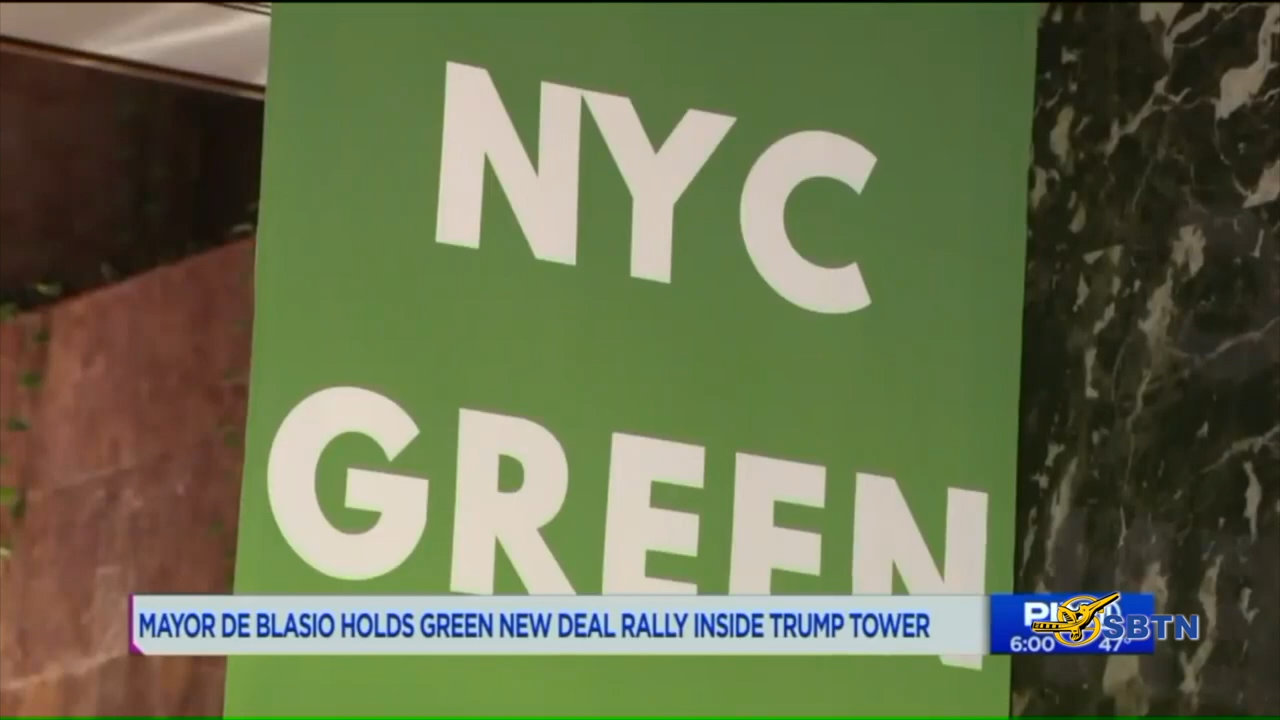 NYC
GREEN
MAYOR DE BLASIO HOLDS GREEN NEW DEAL RALLY INSIDE TRUMP TOWER
SBTN
6:00 47°